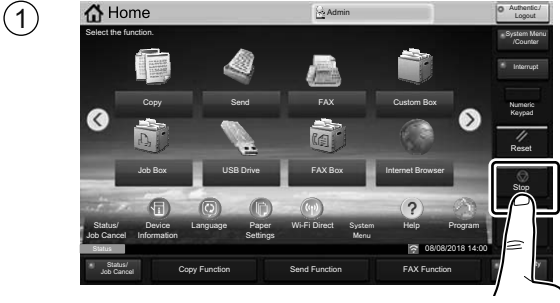 1
Home
Admin
Authentic./
Logout
Select the function.
System Menu
/Counter
Interrupt
Copy
Send
FAX
Custom Box
Numeric
Keypad
Reset
Job Box
USB Drive
FAX Box
Internet Browser
Stop
Status/
Job Cancel
Device
Information
Language
Paper
Settings
Wi-Fi Direct
System
Menu
?
Help
Program
Status
08/08/2018 14:00
Status/
Job Cancel
Copy Function
Send Function
FAX Function